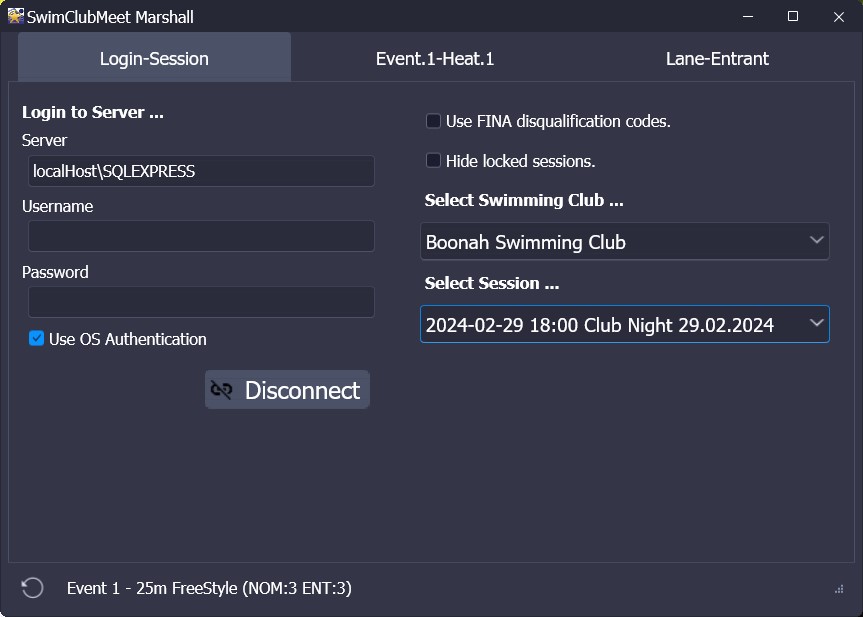 SwimClubMeet Marshall
Login-Session
Event.1-Heat.1
Lane-Entrant
Login to Server ...
Server
localHost\SQLEXPRESS
Username
Password
Use OS Authentication
Disconnect
Use FINA disqualification codes.
Hide locked sessions.
Select Swimming Club ...
Boonah Swimming Club
Select Session ...
2024-02-29 18:00 Club Night 29.02.2024
Event 1 - 25m FreeStyle (NOM:3 ENT:3)